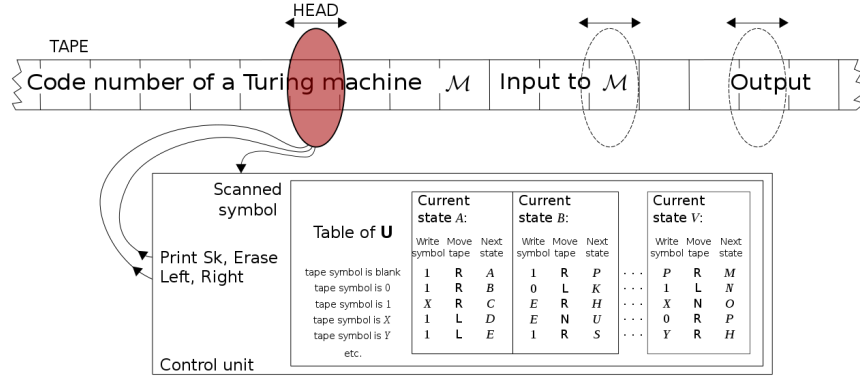 HEAD
TAPE
Code number of a Turing machine ℳ Input to ℳ Output
Scanned
symbol
Print Sk, Erase
Left, Right
Control unit
Table of U
Current
state A:
Current
state B:
Current
state V:
Write Move Next Write Move Next Write Move Next
symbol tape state symbol tape state symbol tape state
tape symbol is blank 1 R A 1 R P · · · P R M
tape symbol is 0 1 R B 0 L K · · · 1 L N
tape symbol is 1 X R C E R H · · · X N O
tape symbol is X 1 L D E N U · · · 0 R P
tape symbol is Y 1 L E 1 R S · · · Y R H
etc.